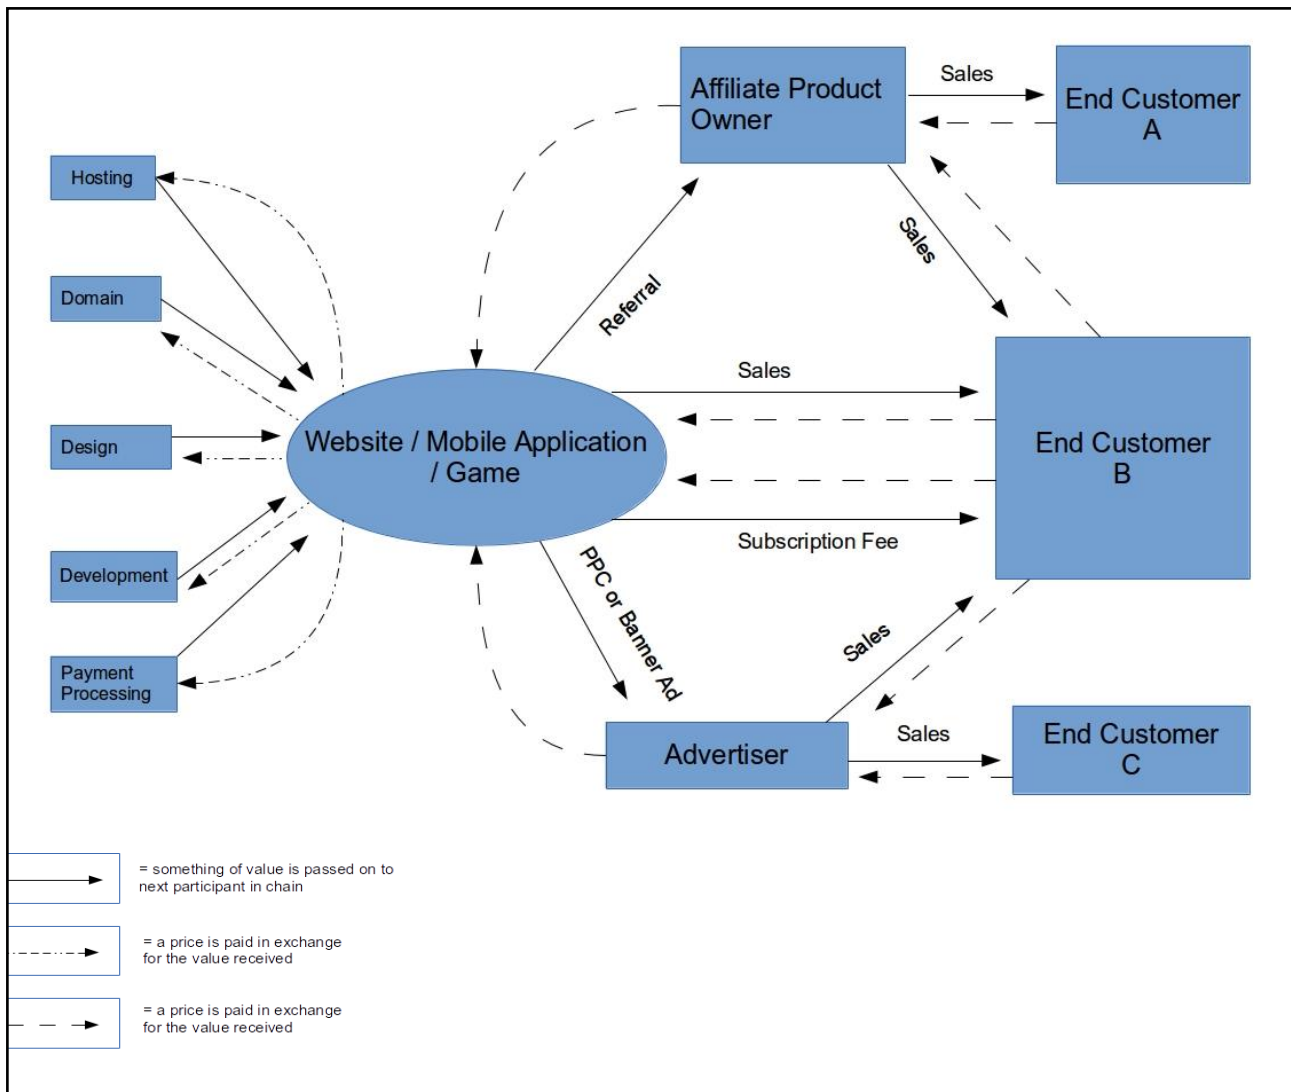 Affiliate Product
Owner
Sales
End Customer
A
Hosting
Sales
Domain
Referral
Sales
Design
Website / Mobile Application
/ Game
End Customer
B
Subscription Fee
Development
PPC or Banner Ad
Sales
Payment
Processing
Advertiser
Sales
End Customer
C
= something of value is passed on to
next participant in chain
= a price is paid in exchange
for the value received
= a price is paid in exchange
for the value received